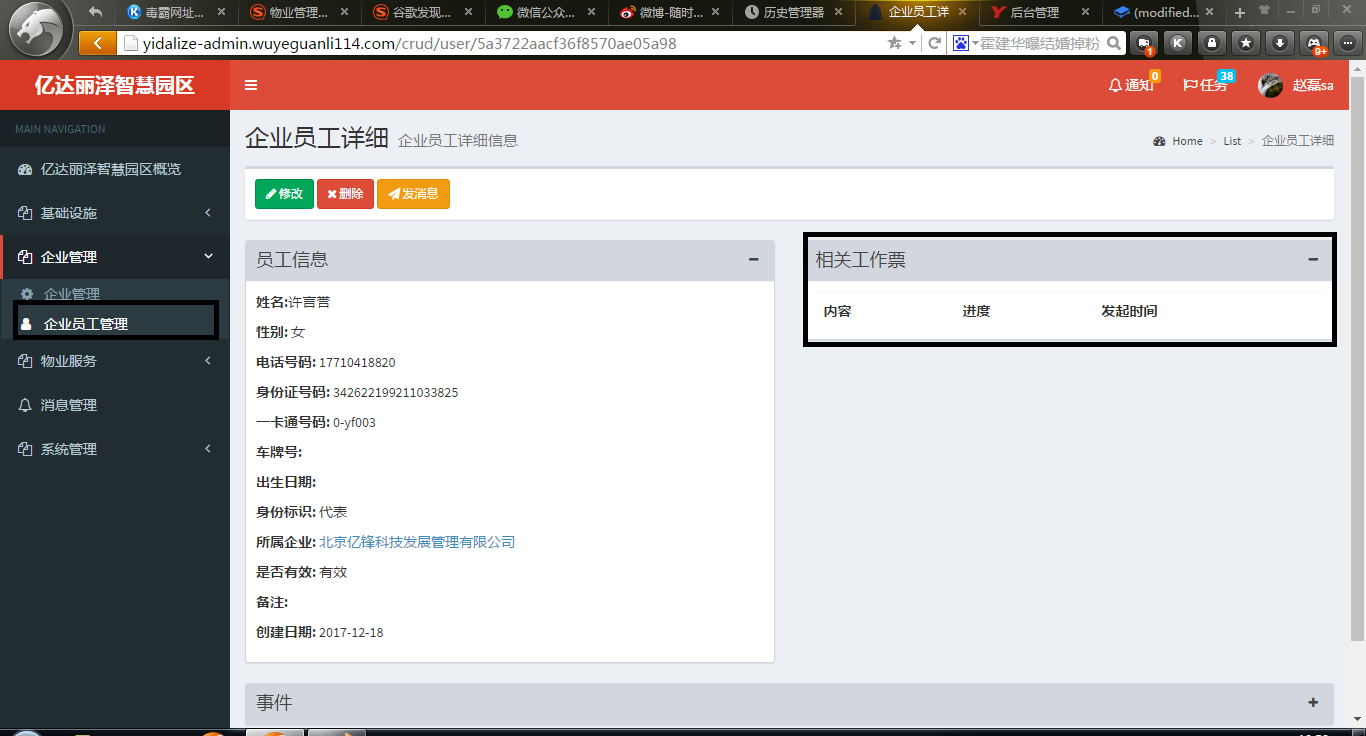 毒霸网址...
物业管理...
谷歌发现...
微信公众...
微博-随时...
历史管理器
企业员工详
后台管理
(modified...
yidalize-admin.wuyeguanli114.com/crud/user/5a3722aacf36f8570ae05a98
霍建华曝结婚掉粉
1
K
9+
亿达丽泽智慧园区
通知 0
任务 38
赵磊sa
MAIN NAVIGATION
亿达丽泽智慧园区概览
基础设施
企业管理
企业管理
企业员工管理
物业服务
消息管理
系统管理
企业员工详细 企业员工详细信息
Home > List > 企业员工详细
修改 删除 发消息
员工信息
姓名:许言菩
性别: 女
电话号码: 17710418820
身份证号码: 342622199211033825
一卡通号码: 0-yf003
车牌号:
出生日期:
身份标识: 代表
所属企业: 北京亿锋科技发展管理有限公司
是否有效: 有效
备注:
创建日期: 2017-12-18
相关工作票
内容 进度 发起时间
事件